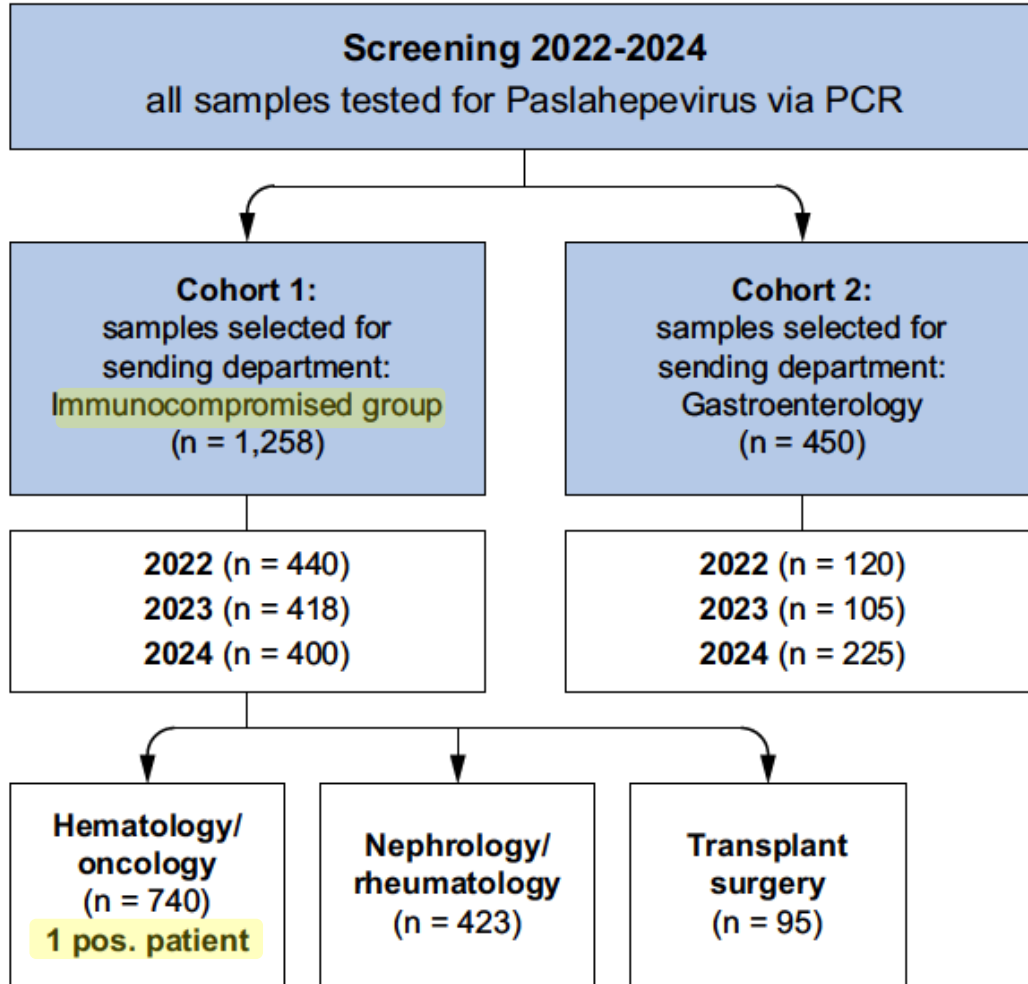 Screening 2022-2024
all samples tested for Paslahepevirus via PCR
Cohort 1:
samples selected for
sending department:
Immunocompromised group
(n = 1,258)
Cohort 2:
samples selected for
sending department:
Gastroenterology
(n = 450)
2022 (n = 440)
2023 (n = 418)
2024 (n = 400)
2022 (n = 120)
2023 (n = 105)
2024 (n = 225)
Hematology/
oncology
(n = 740)
1 pos. patient
Nephrology/
rheumatology
(n = 423)
Transplant
surgery
(n = 95)